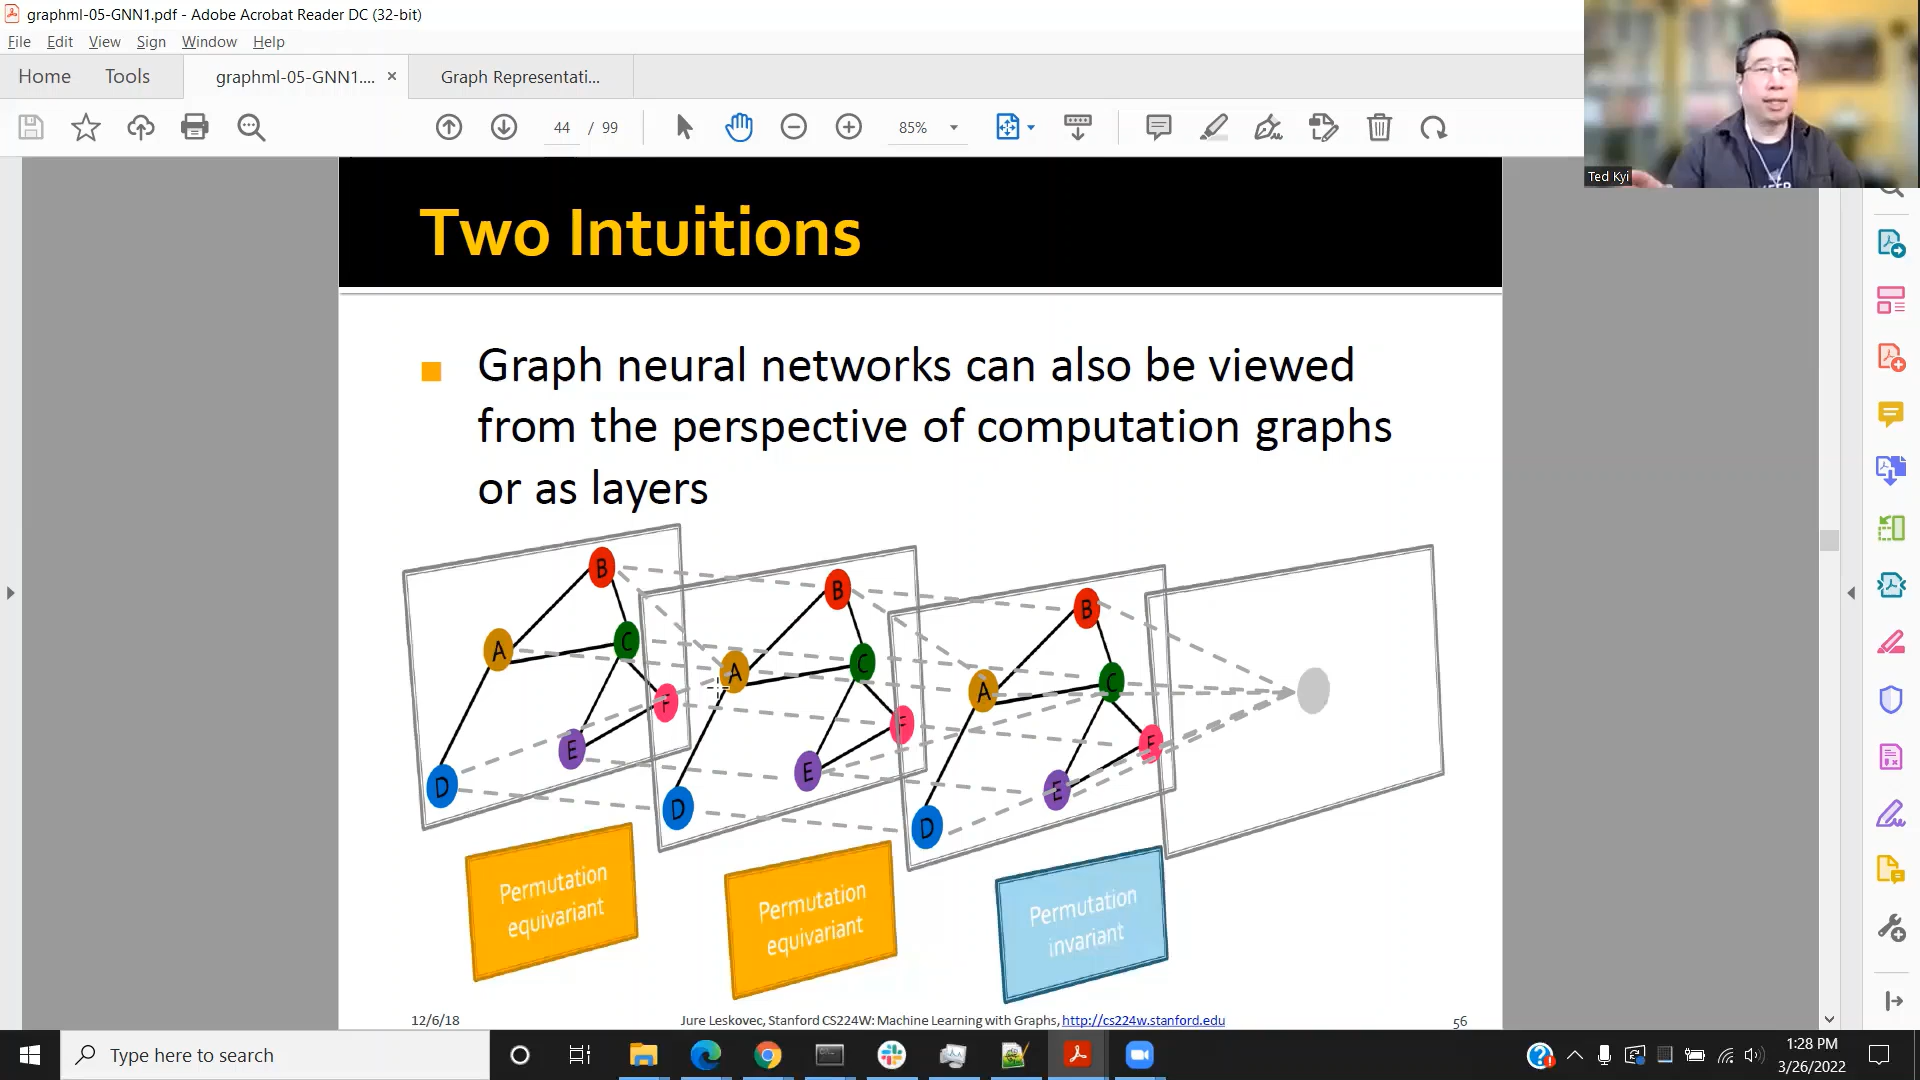 graphml-05-GNN1.pdf - Adobe Acrobat Reader DC (32-bit)
File Edit View Sign Window Help
Home Tools graphml-05-GNN1.... × Graph Representati...
44 / 99 85%
Ted Kyi
Two Intuitions
Graph neural networks can also be viewed
from the perspective of computation graphs
or as layers
B
A
C
F
E
D
B
A
C
F
E
D
B
A
C
F
E
D
Permutation
equivariant
Permutation
equivariant
Permutation
invariant
12/6/18 Jure Leskovec, Stanford CS224W: Machine Learning with Graphs, http://cs224w.stanford.edu 56
Type here to search
1:28 PM
3/26/2022